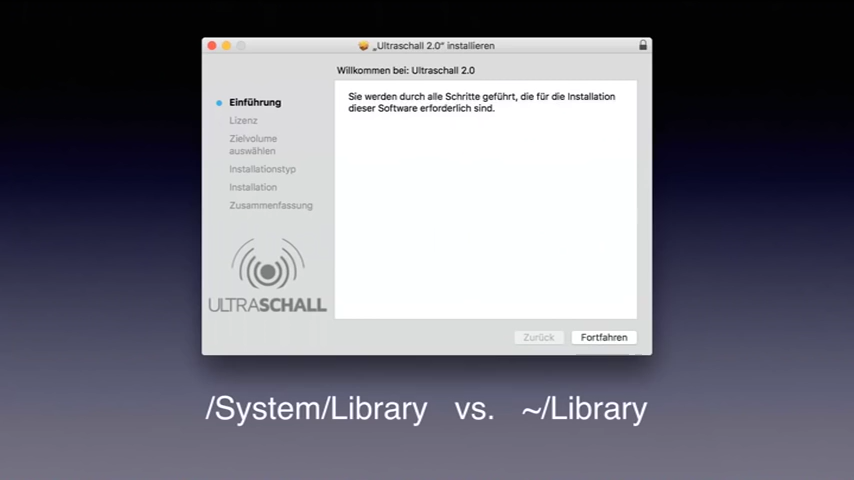 „Ultraschall 2.0“ installieren
Willkommen bei: Ultraschall 2.0
Einführung
Lizenz
Zielvolume
auswählen
Installationstyp
Installation
Zusammenfassung
Sie werden durch alle Schritte geführt, die für die Installation
dieser Software erforderlich sind.
ULTRASCHALL
Zurück
Fortfahren
/System/Library vs. ~/Library